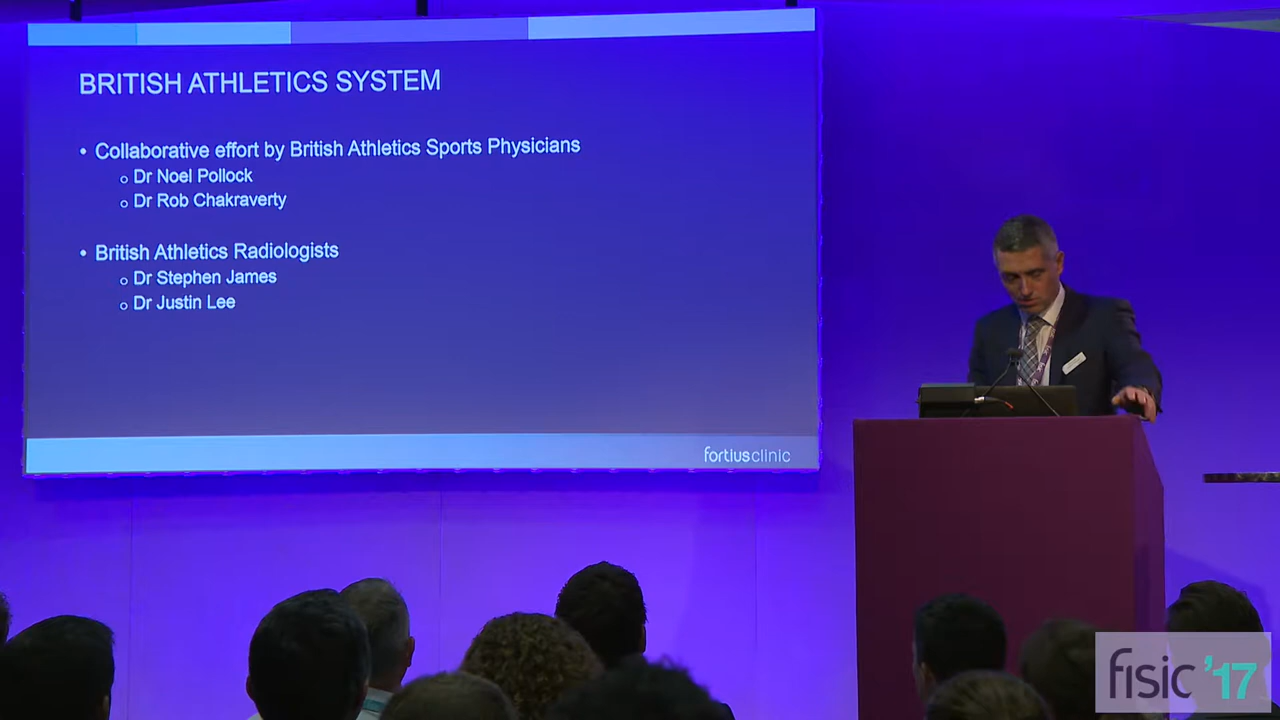 BRITISH ATHLETICS SYSTEM
• Collaborative effort by British Athletics Sports Physicians
o Dr Noel Pollock
o Dr Rob Chakraverty
• British Athletics Radiologists
o Dr Stephen James
o Dr Justin Lee
fortiusclinic
fisic '17